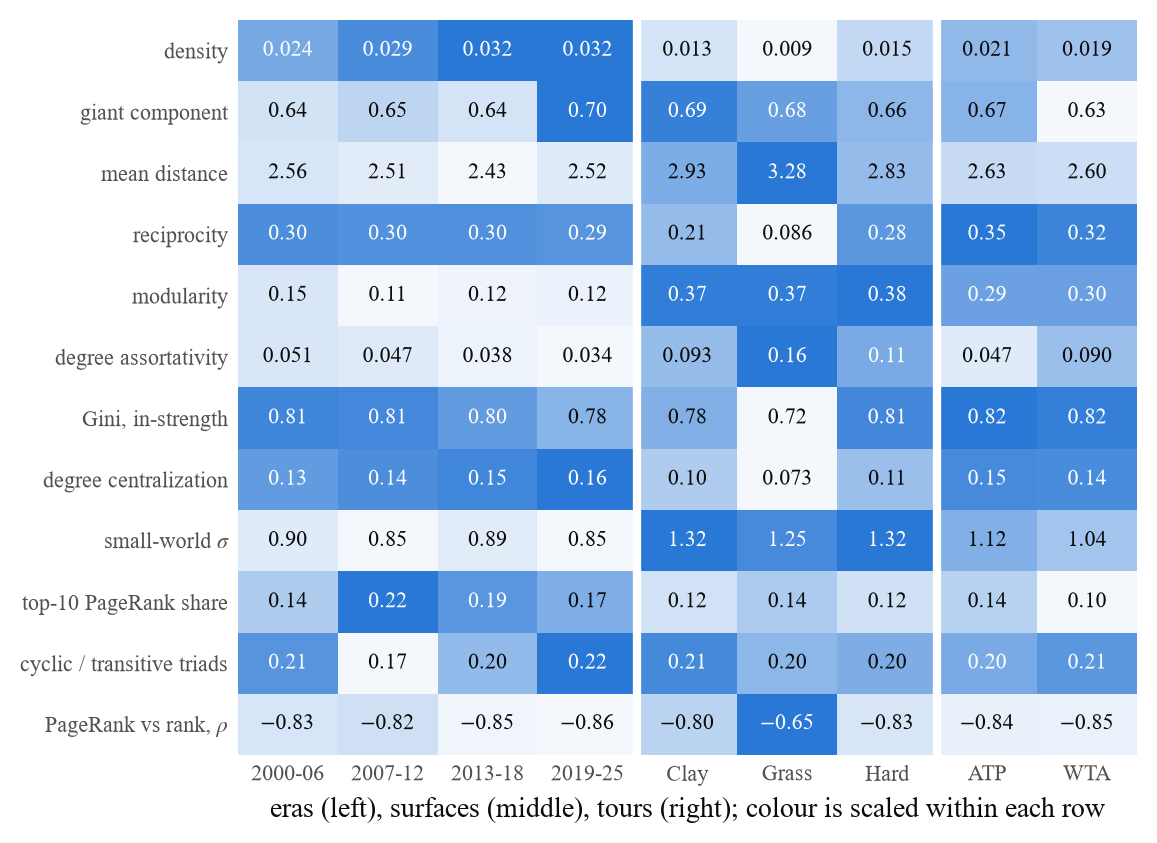 density 0.024 0.029 0.032 0.032 0.013 0.009 0.015 0.021 0.019
giant component 0.64 0.65 0.64 0.70 0.69 0.68 0.66 0.67 0.63
mean distance 2.56 2.51 2.43 2.52 2.93 3.28 2.83 2.63 2.60
reciprocity 0.30 0.30 0.30 0.29 0.21 0.086 0.28 0.35 0.32
modularity 0.15 0.11 0.12 0.12 0.37 0.37 0.38 0.29 0.30
degree assortativity 0.051 0.047 0.038 0.034 0.093 0.16 0.11 0.047 0.090
Gini, in-strength 0.81 0.81 0.80 0.78 0.78 0.72 0.81 0.82 0.82
degree centralization 0.13 0.14 0.15 0.16 0.10 0.073 0.11 0.15 0.14
small-world σ 0.90 0.85 0.89 0.85 1.32 1.25 1.32 1.12 1.04
top-10 PageRank share 0.14 0.22 0.19 0.17 0.12 0.14 0.12 0.14 0.10
cyclic / transitive triads 0.21 0.17 0.20 0.22 0.21 0.20 0.20 0.20 0.21
PageRank vs rank, ρ −0.83 −0.82 −0.85 −0.86 −0.80 −0.65 −0.83 −0.84 −0.85
2000-06 2007-12 2013-18 2019-25 Clay Grass Hard ATP WTA
eras (left), surfaces (middle), tours (right); colour is scaled within each row